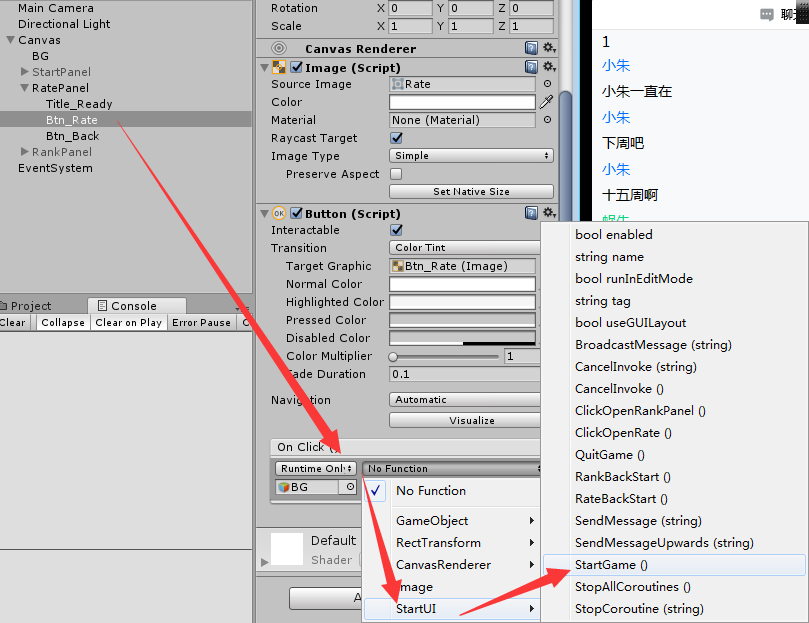 Main Camera
Directional Light
Canvas
BG
StartPanel
RatePanel
Title_Ready
Btn_Rate
Btn_Back
RankPanel
EventSystem
Project
Console
Clear
Collapse
Clear on Play
Error Pause
Rotation X 0 Y 0 Z 0
Scale X 1 Y 1 Z 1
Canvas Renderer
Image (Script)
Source Image Rate
Color
Material None (Material)
Raycast Target
Image Type Simple
Preserve Aspect
Set Native Size
OK Button (Script)
Interactable
Transition Color Tint
Target Graphic Btn_Rate (Image)
Normal Color
Highlighted Color
Pressed Color
Disabled Color
Color Multiplier 1
Fade Duration 0.1
Navigation Automatic
Visualize
On Click ()
Runtime Only No Function
BG
Default
Shader
A
No Function
GameObject
RectTransform
CanvasRenderer
Image
StartUI
聊天
1
小朱
小朱一直在
小朱
下周吧
小朱
十五周啊
bool enabled
string name
bool runInEditMode
string tag
bool useGUILayout
BroadcastMessage (string)
CancelInvoke (string)
CancelInvoke ()
ClickOpenRankPanel ()
ClickOpenRate ()
QuitGame ()
RankBackStart ()
RateBackStart ()
SendMessage (string)
SendMessageUpwards (string)
StartGame ()
StopAllCoroutines ()
StopCoroutine (string)